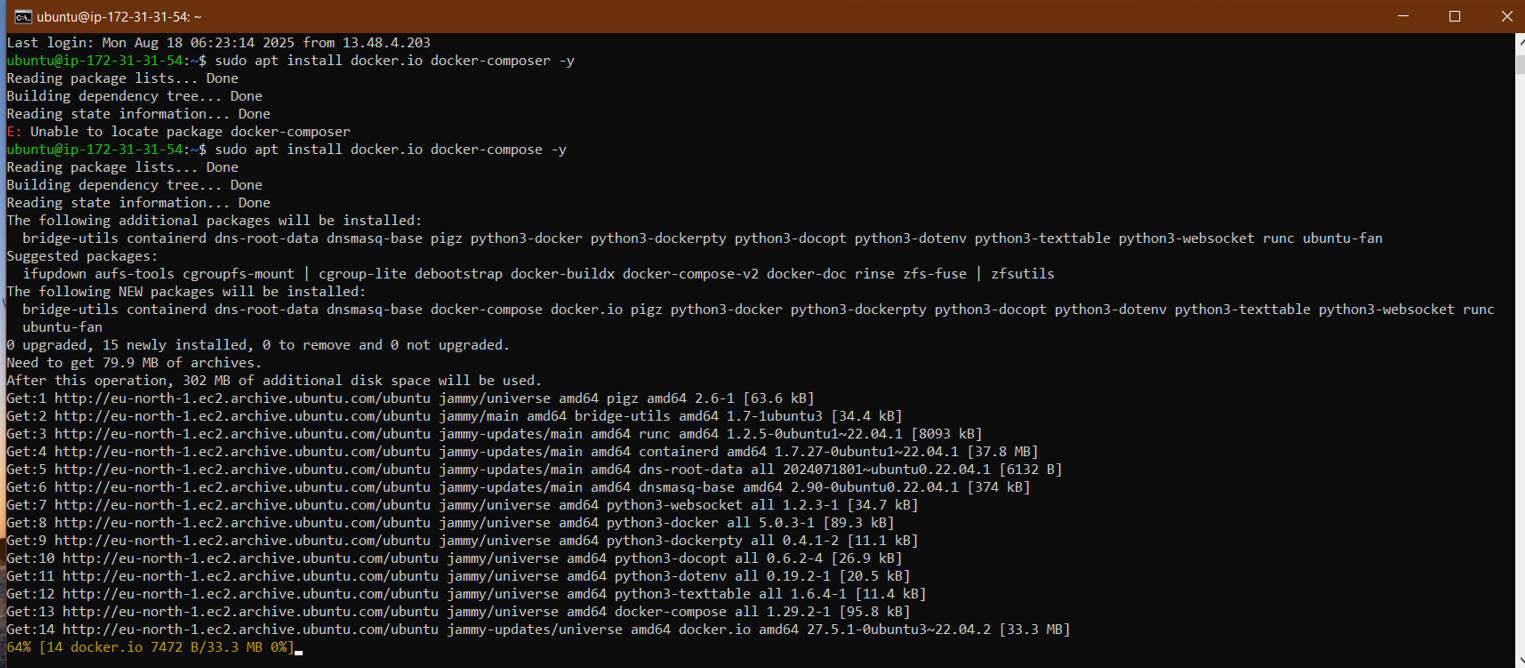 ubuntu@ip-172-31-31-54: ~
Last login: Mon Aug 18 06:23:14 2025 from 13.48.4.203
ubuntu@ip-172-31-31-54:~$ sudo apt install docker.io docker-composer -y
Reading package lists... Done
Building dependency tree... Done
Reading state information... Done
E: Unable to locate package docker-composer
ubuntu@ip-172-31-31-54:~$ sudo apt install docker.io docker-compose -y
Reading package lists... Done
Building dependency tree... Done
Reading state information... Done
The following additional packages will be installed:
  bridge-utils containerd dns-root-data dnsmasq-base pigz python3-docker python3-dockerpty python3-docopt python3-dotenv python3-texttable python3-websocket runc ubuntu-fan
Suggested packages:
  ifupdown aufs-tools cgroupfs-mount | cgroup-lite debootstrap docker-buildx docker-compose-v2 docker-doc rinse zfs-fuse | zfsutils
The following NEW packages will be installed:
  bridge-utils containerd dns-root-data dnsmasq-base docker-compose docker.io pigz python3-docker python3-dockerpty python3-docopt python3-dotenv python3-texttable python3-websocket runc
  ubuntu-fan
0 upgraded, 15 newly installed, 0 to remove and 0 not upgraded.
Need to get 79.9 MB of archives.
After this operation, 302 MB of additional disk space will be used.
Get:1 http://eu-north-1.ec2.archive.ubuntu.com/ubuntu jammy/universe amd64 pigz amd64 2.6-1 [63.6 kB]
Get:2 http://eu-north-1.ec2.archive.ubuntu.com/ubuntu jammy/main amd64 bridge-utils amd64 1.7-1ubuntu3 [34.4 kB]
Get:3 http://eu-north-1.ec2.archive.ubuntu.com/ubuntu jammy-updates/main amd64 runc amd64 1.2.5-0ubuntu1~22.04.1 [8093 kB]
Get:4 http://eu-north-1.ec2.archive.ubuntu.com/ubuntu jammy-updates/main amd64 containerd amd64 1.7.27-0ubuntu1~22.04.1 [37.8 MB]
Get:5 http://eu-north-1.ec2.archive.ubuntu.com/ubuntu jammy-updates/main amd64 dns-root-data all 2024071801~ubuntu0.22.04.1 [6132 B]
Get:6 http://eu-north-1.ec2.archive.ubuntu.com/ubuntu jammy-updates/main amd64 dnsmasq-base amd64 2.90-0ubuntu0.22.04.1 [374 kB]
Get:7 http://eu-north-1.ec2.archive.ubuntu.com/ubuntu jammy/universe amd64 python3-websocket all 1.2.3-1 [34.7 kB]
Get:8 http://eu-north-1.ec2.archive.ubuntu.com/ubuntu jammy/universe amd64 python3-docker all 5.0.3-1 [89.3 kB]
Get:9 http://eu-north-1.ec2.archive.ubuntu.com/ubuntu jammy/universe amd64 python3-dockerpty all 0.4.1-2 [11.1 kB]
Get:10 http://eu-north-1.ec2.archive.ubuntu.com/ubuntu jammy/universe amd64 python3-docopt all 0.6.2-4 [26.9 kB]
Get:11 http://eu-north-1.ec2.archive.ubuntu.com/ubuntu jammy/universe amd64 python3-dotenv all 0.19.2-1 [20.5 kB]
Get:12 http://eu-north-1.ec2.archive.ubuntu.com/ubuntu jammy/universe amd64 python3-texttable all 1.6.4-1 [11.4 kB]
Get:13 http://eu-north-1.ec2.archive.ubuntu.com/ubuntu jammy/universe amd64 docker-compose all 1.29.2-1 [95.8 kB]
Get:14 http://eu-north-1.ec2.archive.ubuntu.com/ubuntu jammy-updates/universe amd64 docker.io amd64 27.5.1-0ubuntu3~22.04.2 [33.3 MB]
64% [14 docker.io 7472 B/33.3 MB 0%]